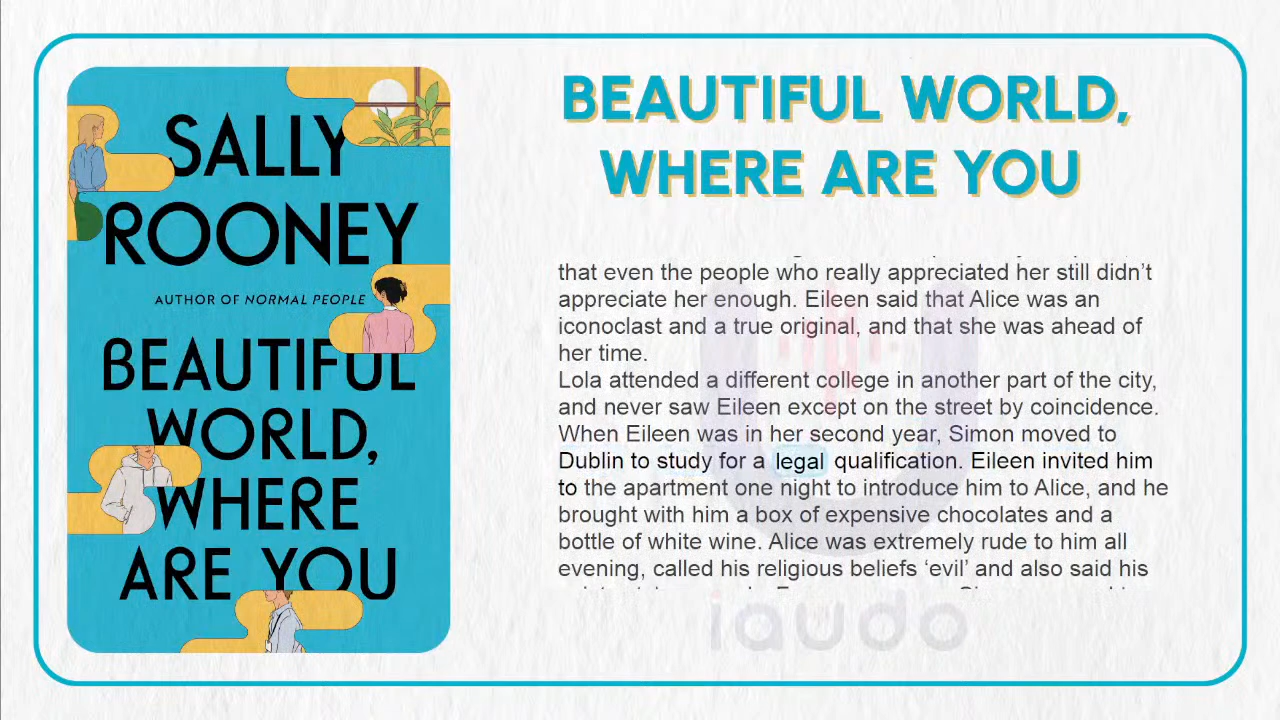 SALLY
ROONEY
AUTHOR OF NORMAL PEOPLE
BEAUTIFUL
WORLD,
WHERE
ARE YOU
BEAUTIFUL WORLD,
WHERE ARE YOU
that even the people who really appreciated her still didn’t
appreciate her enough. Eileen said that Alice was an
iconoclast and a true original, and that she was ahead of
her time.
Lola attended a different college in another part of the city,
and never saw Eileen except on the street by coincidence.
When Eileen was in her second year, Simon moved to
Dublin to study for a legal qualification. Eileen invited him
to the apartment one night to introduce him to Alice, and he
brought with him a box of expensive chocolates and a
bottle of white wine. Alice was extremely rude to him all
evening, called his religious beliefs ‘evil’ and also said his
iaudo